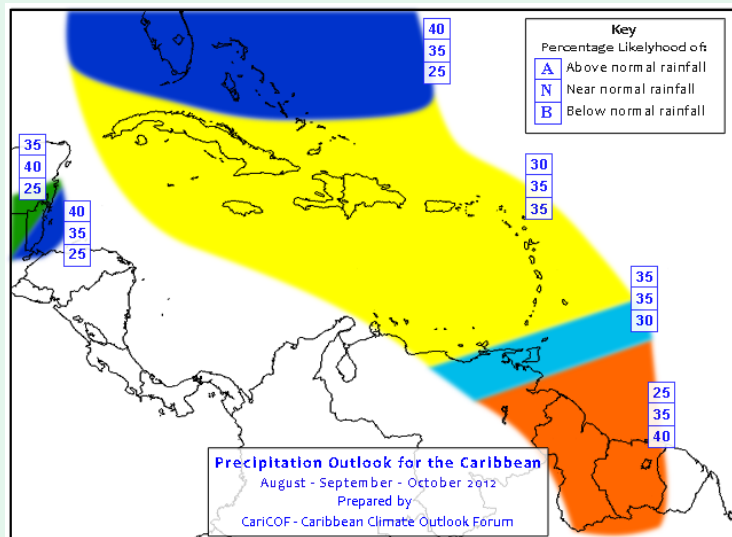 40
35
25
Key
Percentage Likelyhood of:
A Above normal rainfall
N Near normal rainfall
B Below normal rainfall
35
40
25
40
35
25
30
35
35
35
35
30
25
35
40
Precipitation Outlook for the Caribbean
August - September - October 2012
Prepared by
CariCOF - Caribbean Climate Outlook Forum